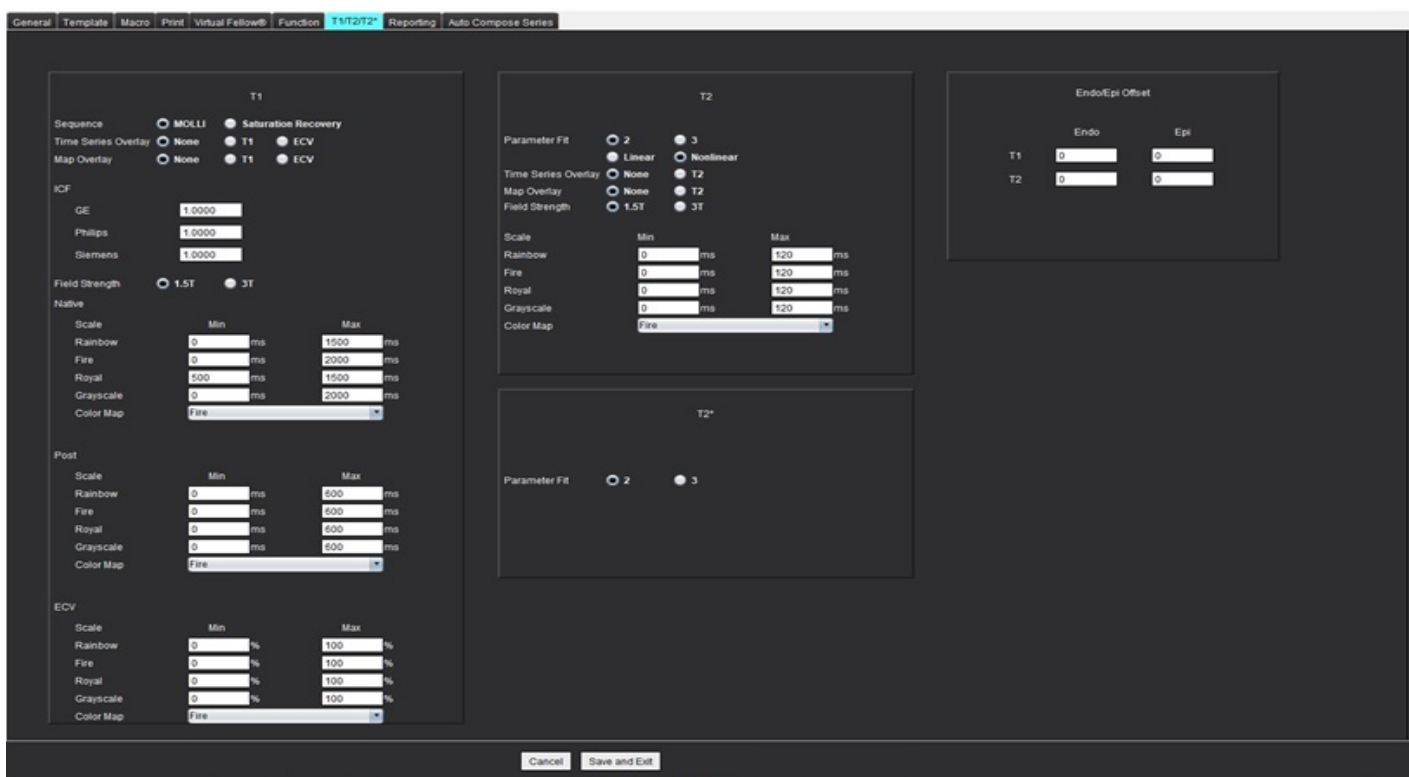 General Template Macro Print Virtual Fellow® Function T1/T2/T2* Reporting Auto Compose Series
T1
Sequence MOLLI Saturation Recovery
Time Series Overlay None T1 ECV
Map Overlay None T1 ECV
ICF
GE 1.0000
Philips 1.0000
Siemens 1.0000
Field Strength 1.5T 3T
Native
Scale Min Max
Rainbow 0 ms 1500 ms
Fire 0 ms 2000 ms
Royal 500 ms 1500 ms
Grayscale 0 ms 2000 ms
Color Map Fire
Post
Scale Min Max
Rainbow 0 ms 600 ms
Fire 0 ms 600 ms
Royal 0 ms 600 ms
Grayscale 0 ms 600 ms
Color Map Fire
ECV
Scale Min Max
Rainbow 0 % 100 %
Fire 0 % 100 %
Royal 0 % 100 %
Grayscale 0 % 100 %
Color Map Fire
T2
Parameter Fit 2 3
Linear Nonlinear
Time Series Overlay None T2
Map Overlay None T2
Field Strength 1.5T 3T
Scale Min Max
Rainbow 0 ms 120 ms
Fire 0 ms 120 ms
Royal 0 ms 120 ms
Grayscale 0 ms 120 ms
Color Map Fire
T2*
Parameter Fit 2 3
Endo/Epi Offset
Endo Epi
T1 0 0
T2 0 0
Cancel Save and Exit